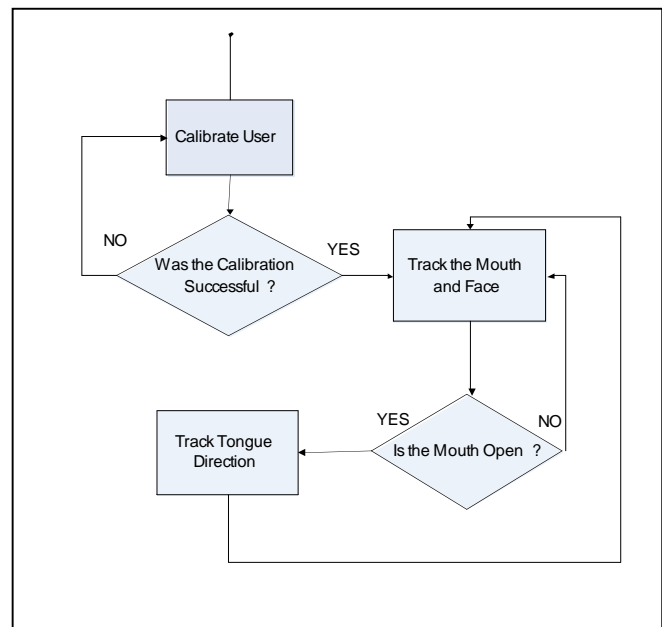 Calibrate User
NO
YES
Was the Calibration
Successful ?
Track the Mouth
and Face
YES
NO
Track Tongue
Direction
Is the Mouth Open ?